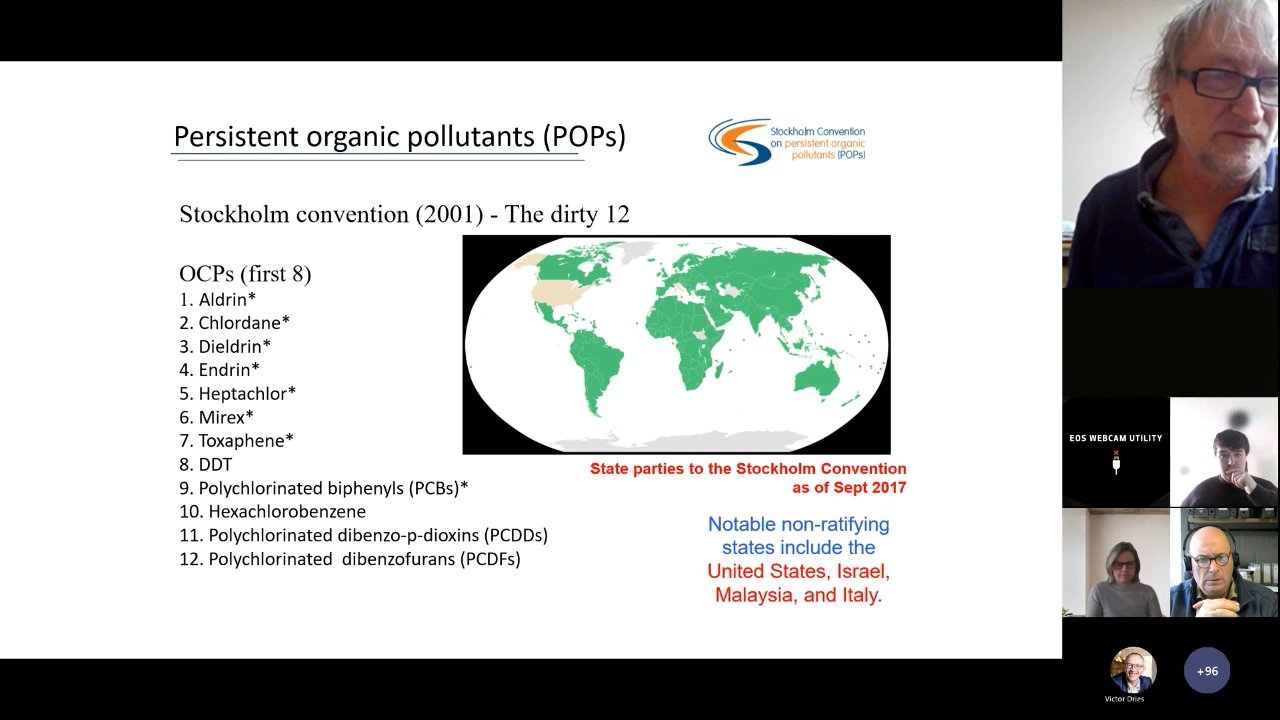 Persistent organic pollutants (POPs)
Stockholm Convention
on persistent organic
pollutants (POPs)
Stockholm convention (2001) - The dirty 12
OCPs (first 8)
1. Aldrin*
2. Chlordane*
3. Dieldrin*
4. Endrin*
5. Heptachlor*
6. Mirex*
7. Toxaphene*
8. DDT
9. Polychlorinated biphenyls (PCBs)*
10. Hexachlorobenzene
11. Polychlorinated dibenzo-p-dioxins (PCDDs)
12. Polychlorinated dibenzofurans (PCDFs)
State parties to the Stockholm Convention
as of Sept 2017
Notable non-ratifying
states include the
United States, Israel,
Malaysia, and Italy.
EOS WEBCAM UTILITY
Victor Dries
+96